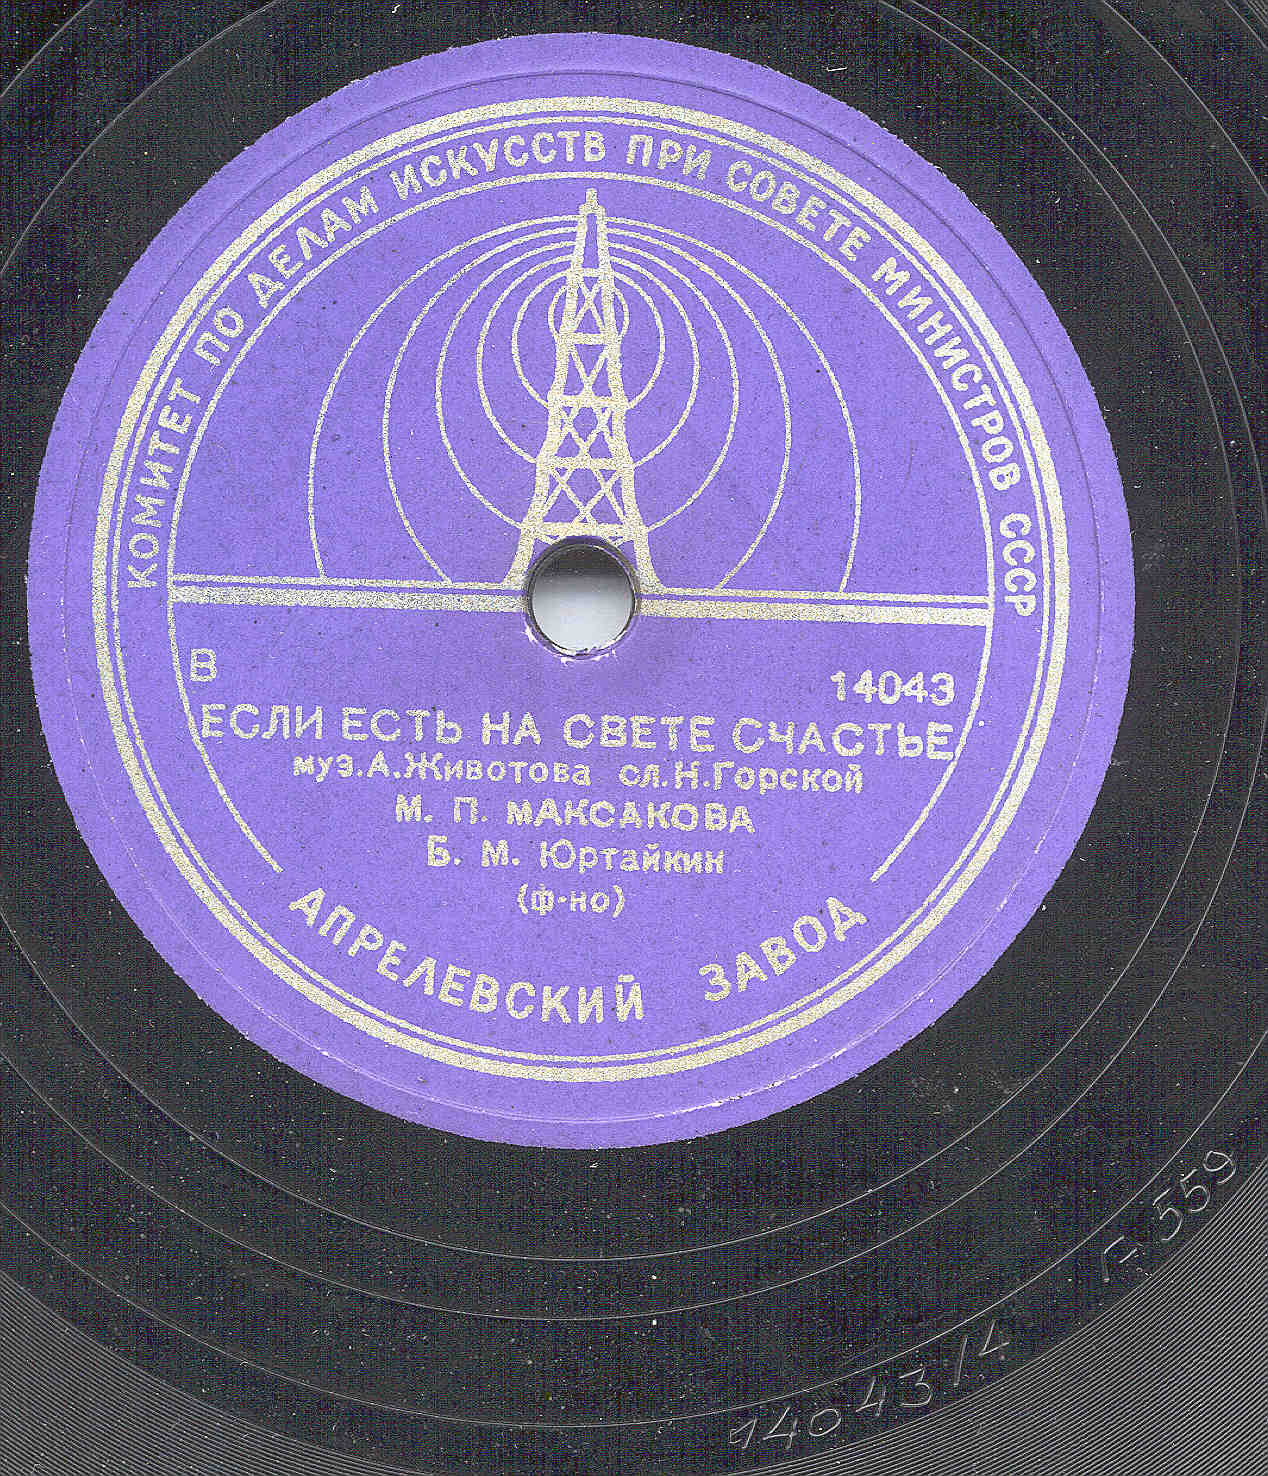 КОМИТЕТ ПО ДЕЛАМ ИСКУССТВ ПРИ СОВЕТЕ МИНИСТРОВ СССР
В
14043
ЕСЛИ ЕСТЬ НА СВЕТЕ СЧАСТЬЕ
муз.А.Животова сл.Н.Горской
М. П. МАКСАКОВА
Б. М. Юртайкин
(ф-но)
АПРЕЛЕВСКИЙ ЗАВОД
14043/4
559